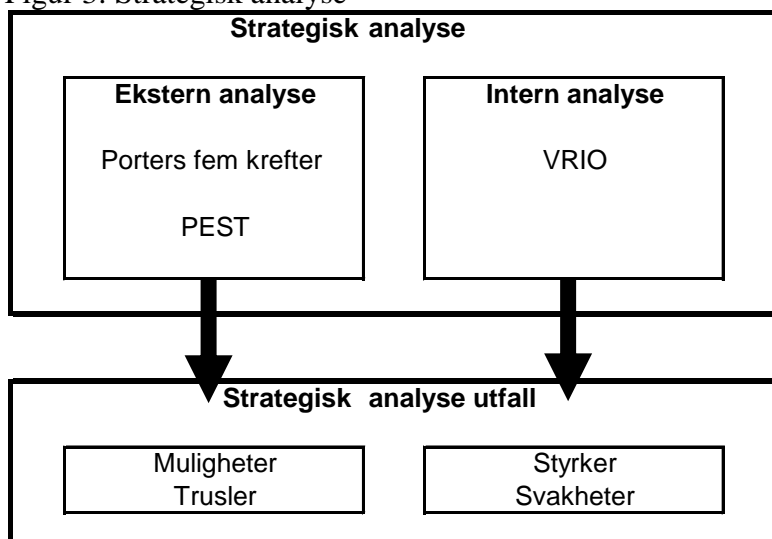 Figur 3: Strategisk analyse
Strategisk analyse
Ekstern analyse
Porters fem krefter
PEST
Intern analyse
VRIO
Strategisk analyse utfall
Muligheter
Trusler
Styrker
Svakheter